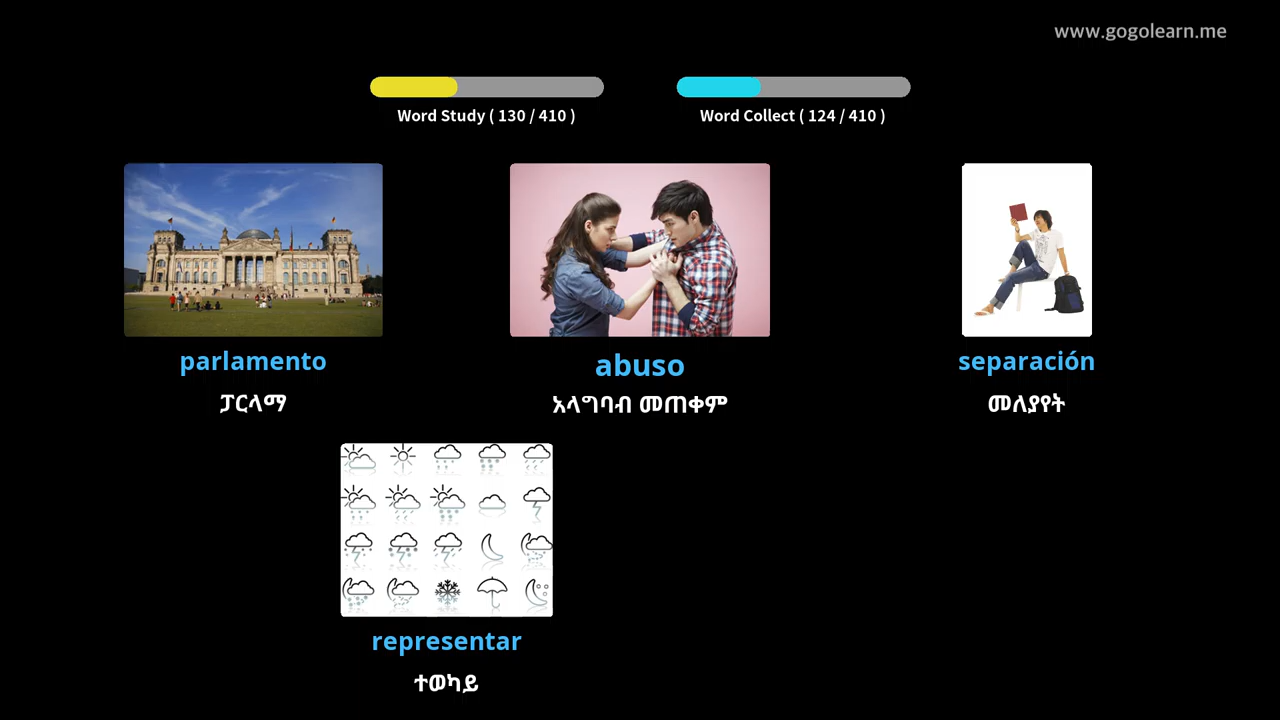 www.gogolearn.me
Word Study ( 130 / 410 )
Word Collect ( 124 / 410 )
parlamento
ፓርላማ
abuso
አላግባብ መጠቀም
separación
መለያየት
representar
ተወካይ